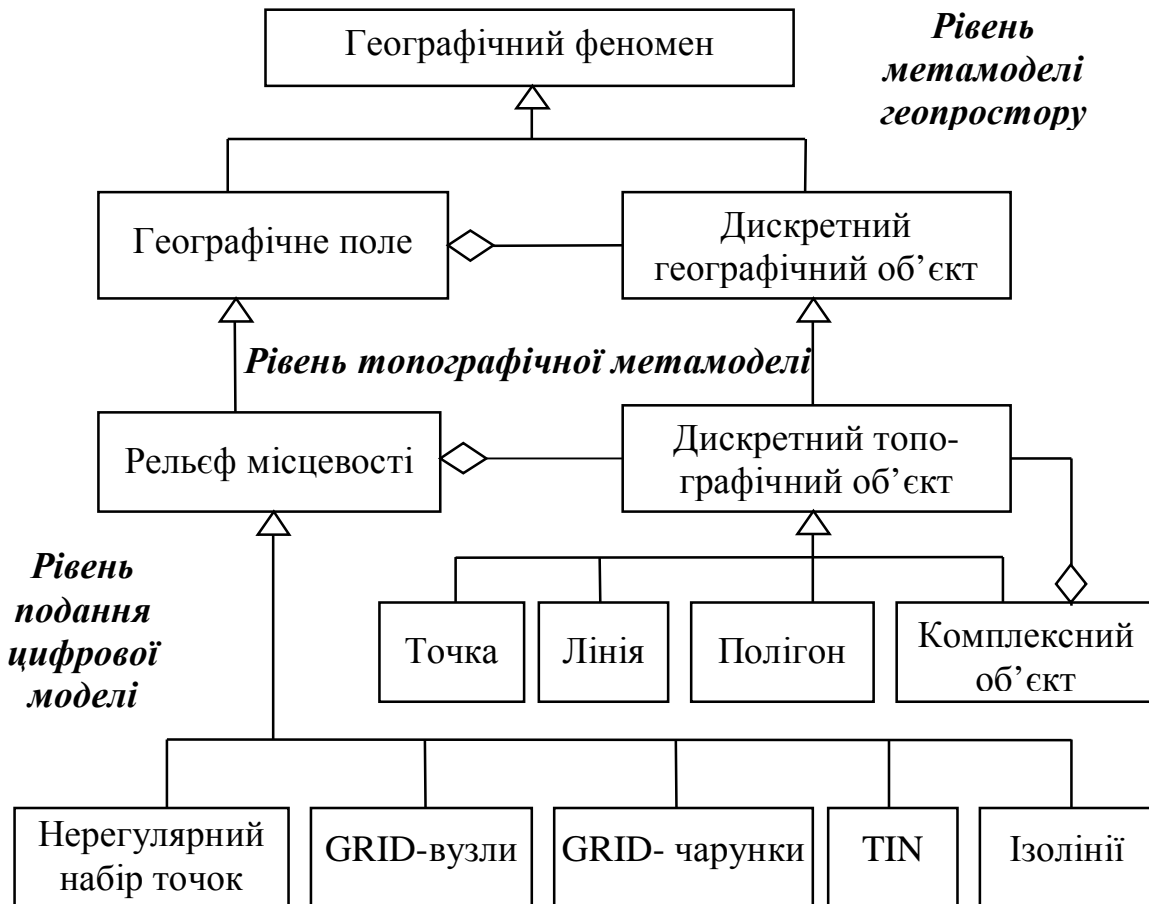 Географічний феномен
Рівень
метамоделі
геопростору
Географічне поле
Дискретний
географічний об’єкт
Рівень топографічної метамоделі
Рельєф місцевості
Дискретний топо-
графічний об’єкт
Рівень
подання
цифрової
моделі
Точка
Лінія
Полігон
Комплексний
об’єкт
Нерегулярний
набір точок
GRID-вузли
GRID- чарунки
TIN
Ізолінії